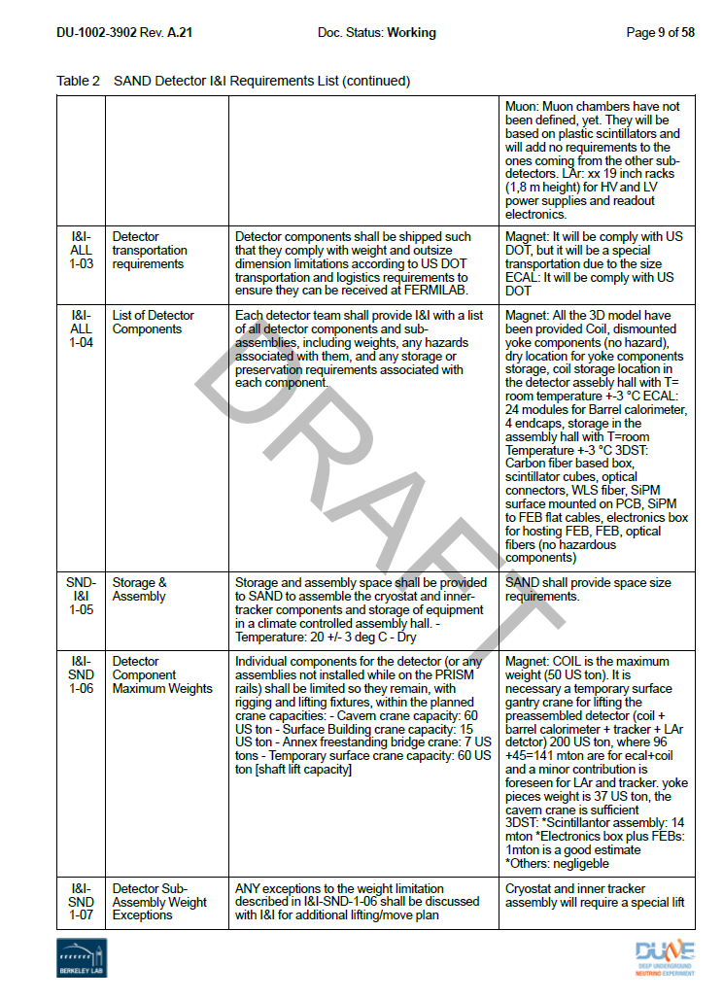 DU-1002-3902 Rev. A.21 Doc. Status: Working Page 9 of 58
Table 2 SAND Detector I&I Requirements List (continued)
Muon: Muon chambers have not
been defined, yet. They will be
based on plastic scintillators and
will add no requirements to the
ones coming from the other sub-
detectors. LAr: xx 19 inch racks
(1,8 m height) for HV and LV
power supplies and readout
electronics.
I&I-
ALL
1-03
Detector
transportation
requirements
Detector components shall be shipped such
that they comply with weight and outsize
dimension limitations according to US DOT
transportation and logistics requirements to
ensure they can be received at FERMILAB.
Magnet: It will be comply with US
DOT, but it will be a special
transportation due to the size
ECAL: It will be comply with US
DOT
I&I-
ALL
1-04
List of Detector
Components
Each detector team shall provide I&I with a list
of all detector components and sub-
assemblies, including weights, any hazards
associated with them, and any storage or
preservation requirements associated with
each component.
Magnet: All the 3D model have
been provided Coil, dismounted
yoke components (no hazard),
dry location for yoke components
storage, coil storage location in
the detector assebly hall with T=
room temperature +-3 °C ECAL:
24 modules for Barrel calorimeter,
4 endcaps, storage in the
assembly hall with T=room
Temperature +-3 °C 3DST:
Carbon fiber based box,
scintillator cubes, optical
connectors, WLS fiber, SiPM
surface mounted on PCB, SiPM
to FEB flat cables, electronics box
for hosting FEB, FEB, optical
fibers (no hazardous
components)
SND-
I&I
1-05
Storage &
Assembly
Storage and assembly space shall be provided
to SAND to assemble the cryostat and inner-
tracker components and storage of equipment
in a climate controlled assembly hall. -
Temperature: 20 +/- 3 deg C - Dry
SAND shall provide space size
requirements.
I&I-
SND
1-06
Detector
Component
Maximum Weights
Individual components for the detector (or any
assemblies not installed while on the PRISM
rails) shall be limited so they remain, with
rigging and lifting fixtures, within the planned
crane capacities: - Cavern crane capacity: 60
US ton - Surface Building crane capacity: 15
US ton - Annex freestanding bridge crane: 7 US
tons - Temporary surface crane capacity: 60 US
ton [shaft lift capacity]
Magnet: COIL is the maximum
weight (50 US ton). It is
necessary a temporary surface
gantry crane for lifting the
preassembled detector (coil +
barrel calorimeter + tracker + LAr
detctor) 200 US ton, where 96
+45=141 mton are for ecal+coil
and a minor contribution is
foreseen for LAr and tracker. yoke
pieces weight is 37 US ton, the
cavern crane is sufficient
3DST: *Scintillantor assembly: 14
mton *Electronics box plus FEBs:
1mton is a good estimate
*Others: negligeble
I&I-
SND
1-07
Detector Sub-
Assembly Weight
Exceptions
ANY exceptions to the weight limitation
described in I&I-SND-1-06 shall be discussed
with I&I for additional lifting/move plan
Cryostat and inner tracker
assembly will require a special lift
DRAFT
BERKELEY LAB
DUNE
DEEP UNDERGROUND
NEUTRINO EXPERIMENT